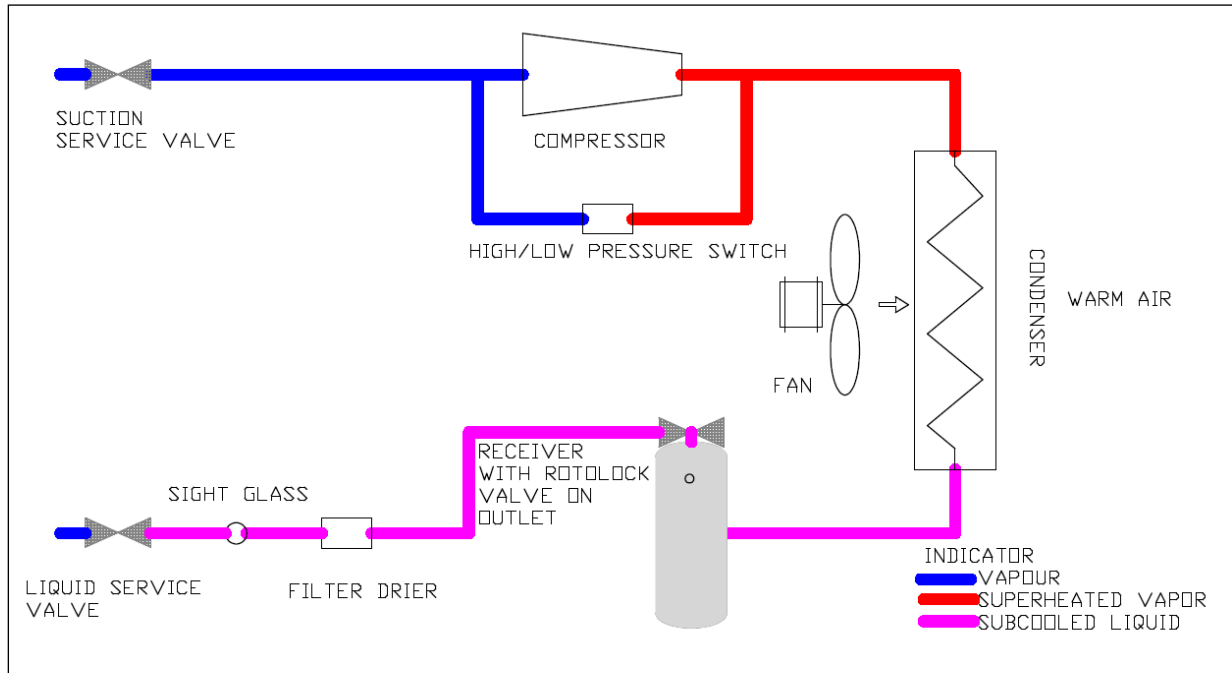 SUCTION
SERVICE VALVE
COMPRESSOR
HIGH/LOW PRESSURE SWITCH
CONDENSER
WARM AIR
FAN
RECEIVER
WITH ROTOLOCK
VALVE ON
OUTLET
SIGHT GLASS
LIQUID SERVICE
VALVE
FILTER DRIER
INDICATOR
VAPOUR
SUPERHEATED VAPOR
SUBCOOLED LIQUID